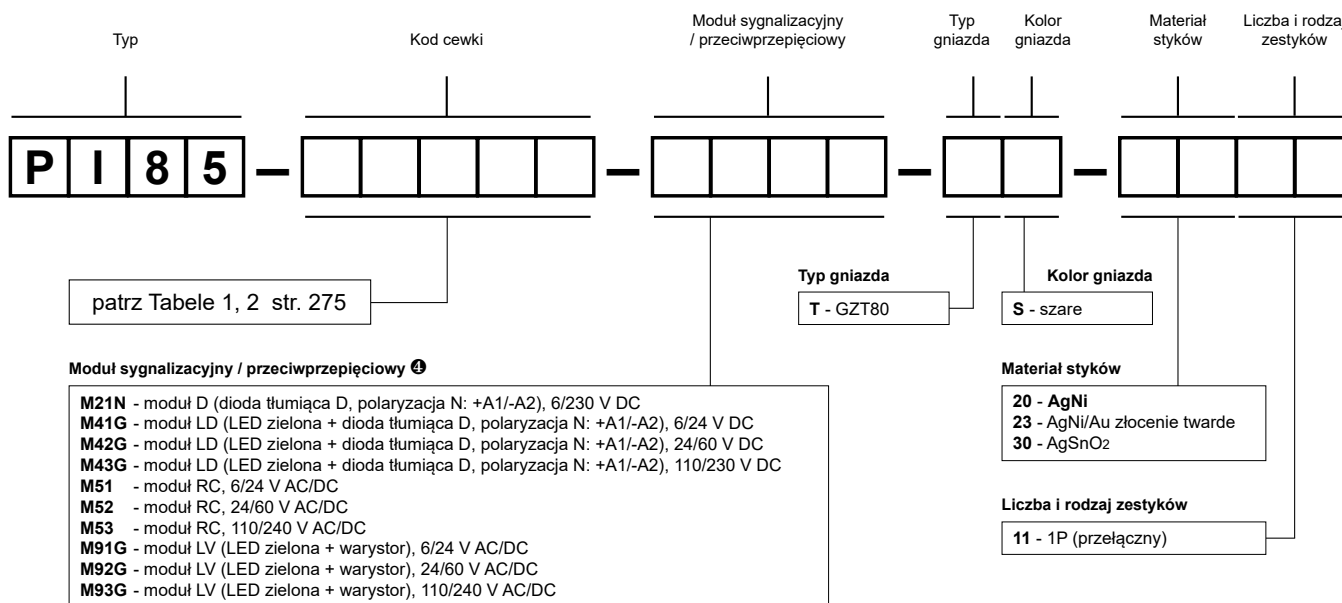 Typ
Kod cewki
Moduł sygnalizacyjny
/ przeciwprzepięciowy
Typ
gniazda
Kolor
gniazda
Materiał
styków
Liczba i rodzaj
zestyków
P I 8 5 – – – –
patrz Tabele 1, 2 str. 275
Typ gniazda
T - GZT80
Kolor gniazda
S - szare
Moduł sygnalizacyjny / przeciwprzepięciowy ❹
M21N - moduł D (dioda tłumiąca D, polaryzacja N: +A1/-A2), 6/230 V DC
M41G - moduł LD (LED zielona + dioda tłumiąca D, polaryzacja N: +A1/-A2), 6/24 V DC
M42G - moduł LD (LED zielona + dioda tłumiąca D, polaryzacja N: +A1/-A2), 24/60 V DC
M43G - moduł LD (LED zielona + dioda tłumiąca D, polaryzacja N: +A1/-A2), 110/230 V DC
M51 - moduł RC, 6/24 V AC/DC
M52 - moduł RC, 24/60 V AC/DC
M53 - moduł RC, 110/240 V AC/DC
M91G - moduł LV (LED zielona + warystor), 6/24 V AC/DC
M92G - moduł LV (LED zielona + warystor), 24/60 V AC/DC
M93G - moduł LV (LED zielona + warystor), 110/240 V AC/DC
Materiał styków
20 - AgNi
23 - AgNi/Au złocenie twarde
30 - AgSnO2
Liczba i rodzaj zestyków
11 - 1P (przełączny)